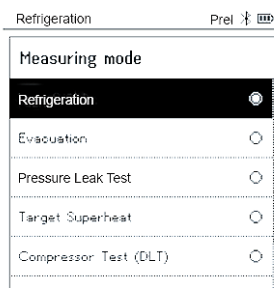 Refrigeration Prel
Measuring mode
Refrigeration
Evacuation
Pressure Leak Test
Target Superheat
Compressor Test (DLT)